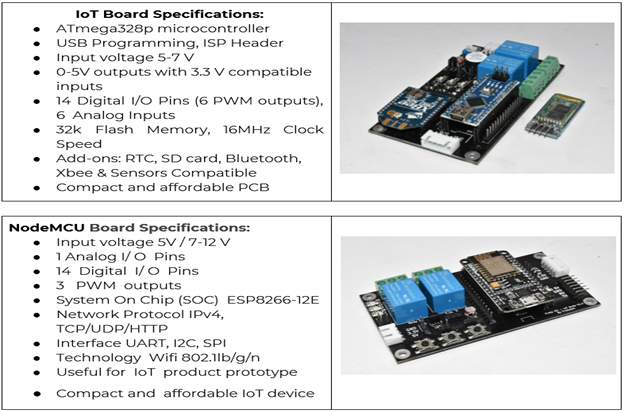 IoT Board Specifications:
● ATmega328p microcontroller
● USB Programming, ISP Header
● Input voltage 5-7 V
● 0-5V outputs with 3.3 V compatible
inputs
● 14 Digital I/O Pins (6 PWM outputs),
6 Analog Inputs
● 32k Flash Memory, 16MHz Clock
Speed
● Add-ons: RTC, SD card, Bluetooth,
Xbee & Sensors Compatible
● Compact and affordable PCB
NodeMCU Board Specifications:
● Input voltage 5V / 7-12 V
● 1 Analog I/ O Pins
● 14 Digital I/ O Pins
● 3 PWM outputs
● System On Chip (SOC) ESP8266-12E
● Network Protocol IPv4,
TCP/UDP/HTTP
● Interface UART, I2C, SPI
● Technology Wifi 802.11b/g/n
● Useful for IoT product prototype
● Compact and affordable IoT device